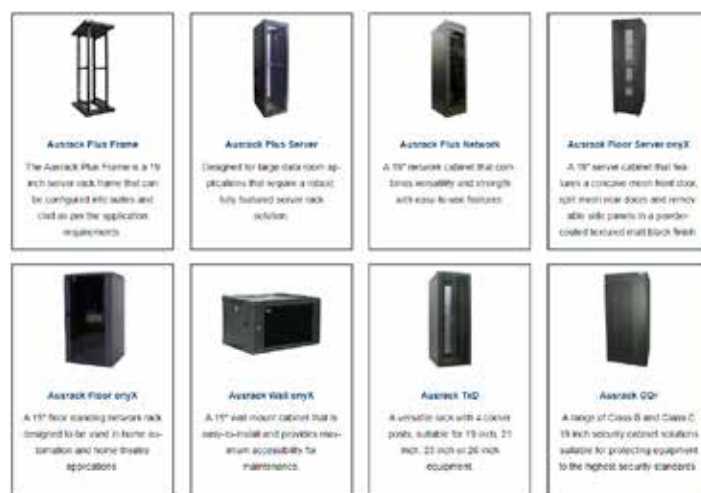 Ausrack Plus Frame
The Ausrack Plus Frame is a 19
inch server rack frame that can
be configured into suites and
clad as per the application
requirements.
Ausrack Plus Server
Designed for large data room ap-
plications that require a robust
fully featured server rack
solution.
Ausrack Plus Network
A 19" network cabinet that com-
bines versatility and strength
with easy-to-use features.
Ausrack Floor Server onyX
A 19" server cabinet that fea-
tures a concave mesh front door,
split mesh rear doors and remov-
able side panels in a powder-
coated textured matt black finish.
Ausrack Floor onyX
A 19" floor standing network rack
designed to be used in home au-
tomation and home theatre
applications.
Ausrack Wall onyX
A 19" wall mount cabinet that is
easy-to-install and provides max-
imum accessibility for
maintenance.
Ausrack TxD
A versatile rack with 4 corner
posts, suitable for 19 inch, 21
inch, 23 inch or 26 inch
equipment.
Ausrack
A range of Class B and Class C
19 inch security cabinet solutions
suitable for protecting equipment
to the highest security standards.